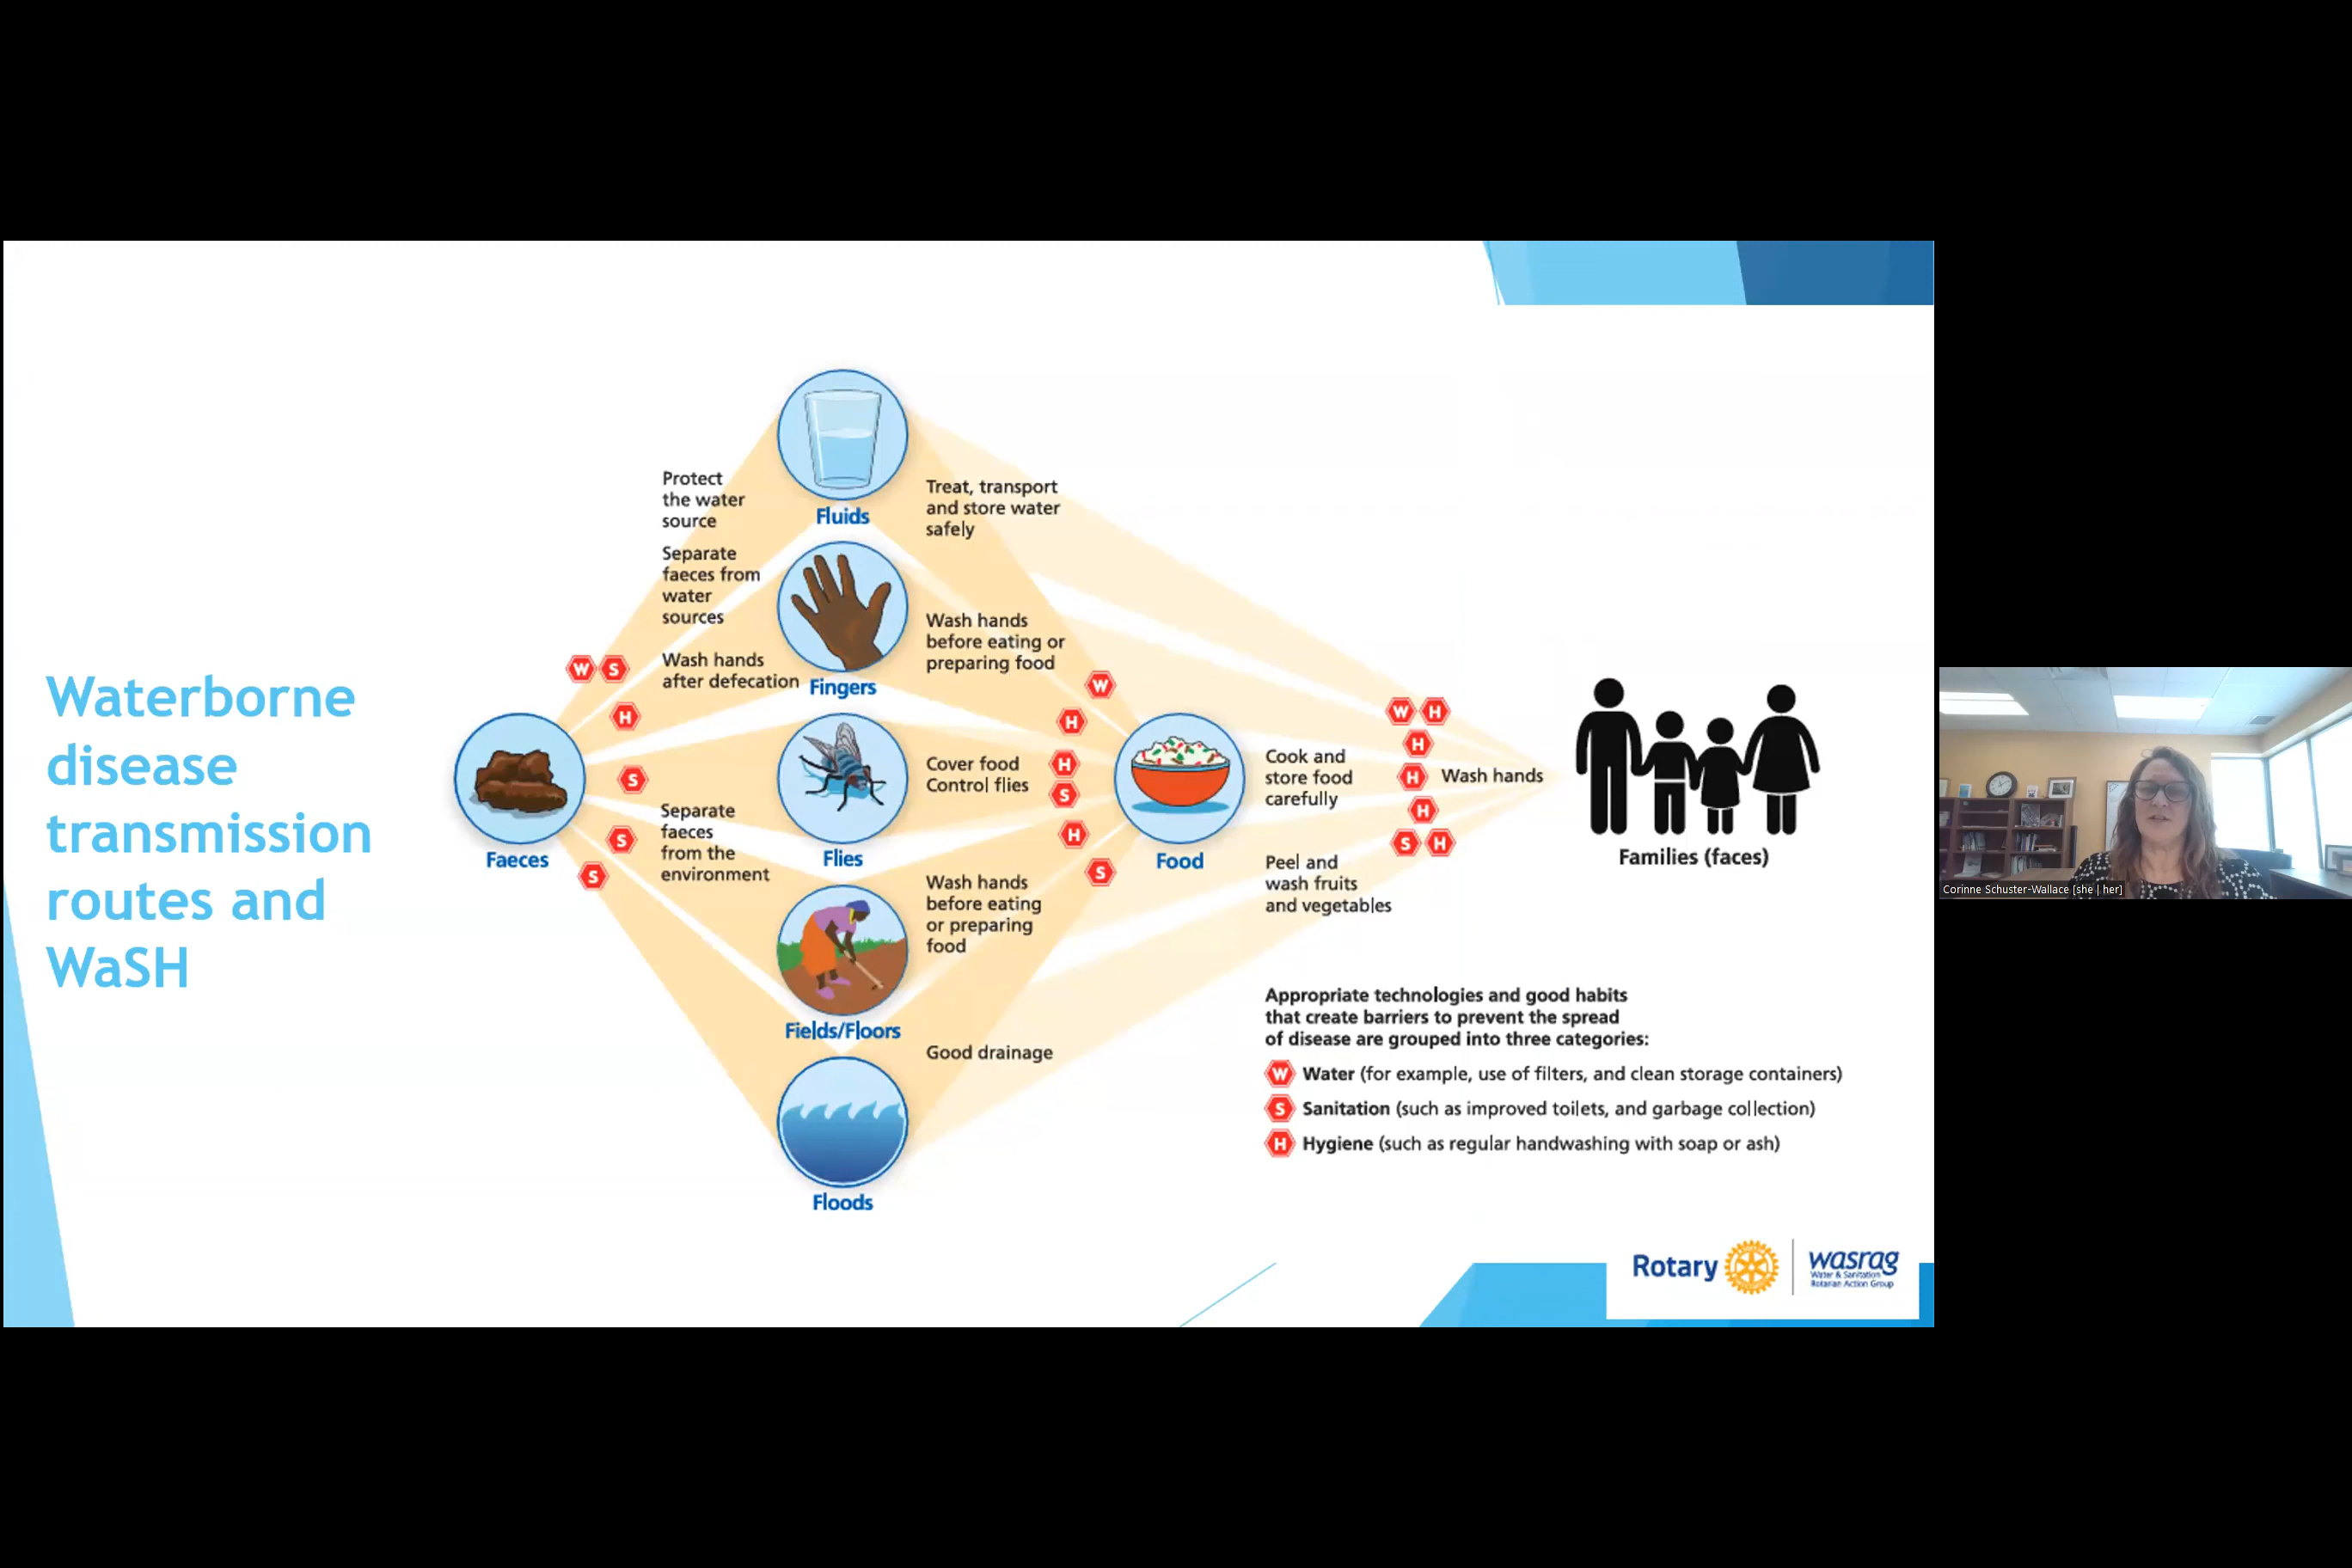 Waterborne
disease
transmission
routes and
WaSH
Faeces
W S
H
S
S
S
Protect
the water
source
Separate
faeces from
water
sources
Wash hands
after defecation
Separate
faeces
from the
environment
Fluids
Fingers
Flies
Fields/Floors
Floods
Treat, transport
and store water
safely
Wash hands
before eating or
preparing food
Cover food
Control flies
Wash hands
before eating
or preparing
food
Good drainage
W
H
H
S
H
S
Food
Cook and
store food
carefully
Peel and
wash fruits
and vegetables
W H
H
H Wash hands
H
S H
Families (faces)
Appropriate technologies and good habits
that create barriers to prevent the spread
of disease are grouped into three categories:
W Water (for example, use of filters, and clean storage containers)
S Sanitation (such as improved toilets, and garbage collection)
H Hygiene (such as regular handwashing with soap or ash)
Rotary
wasrag
Water & Sanitation
Rotarian Action Group
Corinne Schuster-Wallace [she | her]